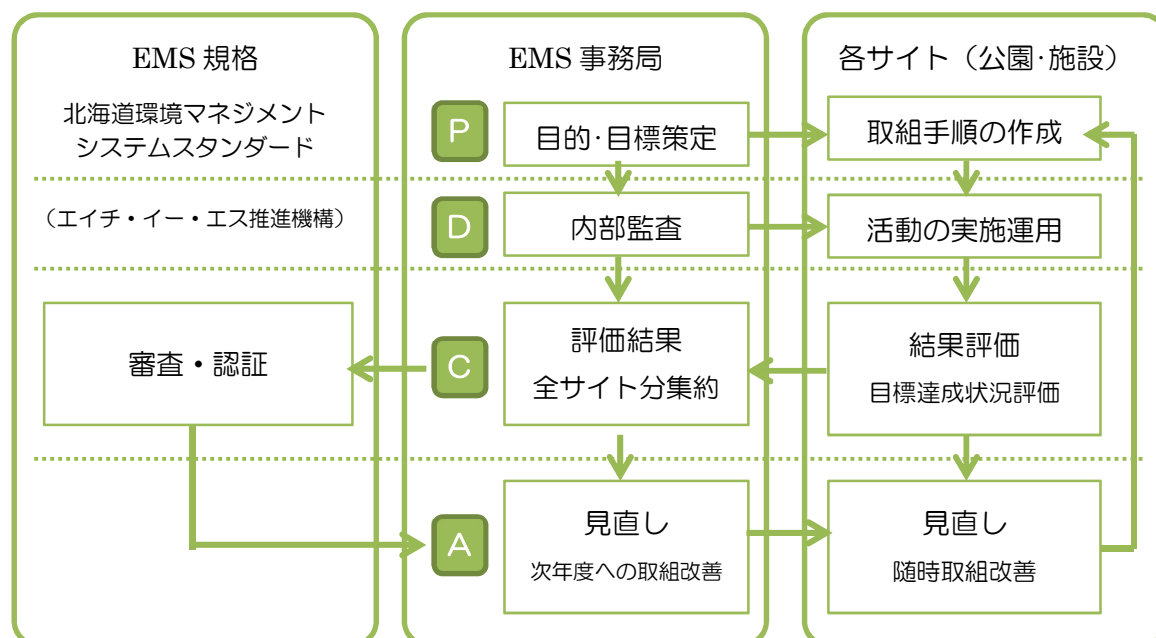 EMS 規格
北海道環境マネジメント
システムスタンダード
（エイチ・イー・エス推進機構）
審査・認証
EMS 事務局
P
目的･目標策定
D
内部監査
C
評価結果
全サイト分集約
A
見直し
次年度への取組改善
各サイト（公園･施設）
取組手順の作成
活動の実施運用
結果評価
目標達成状況評価
見直し
随時取組改善